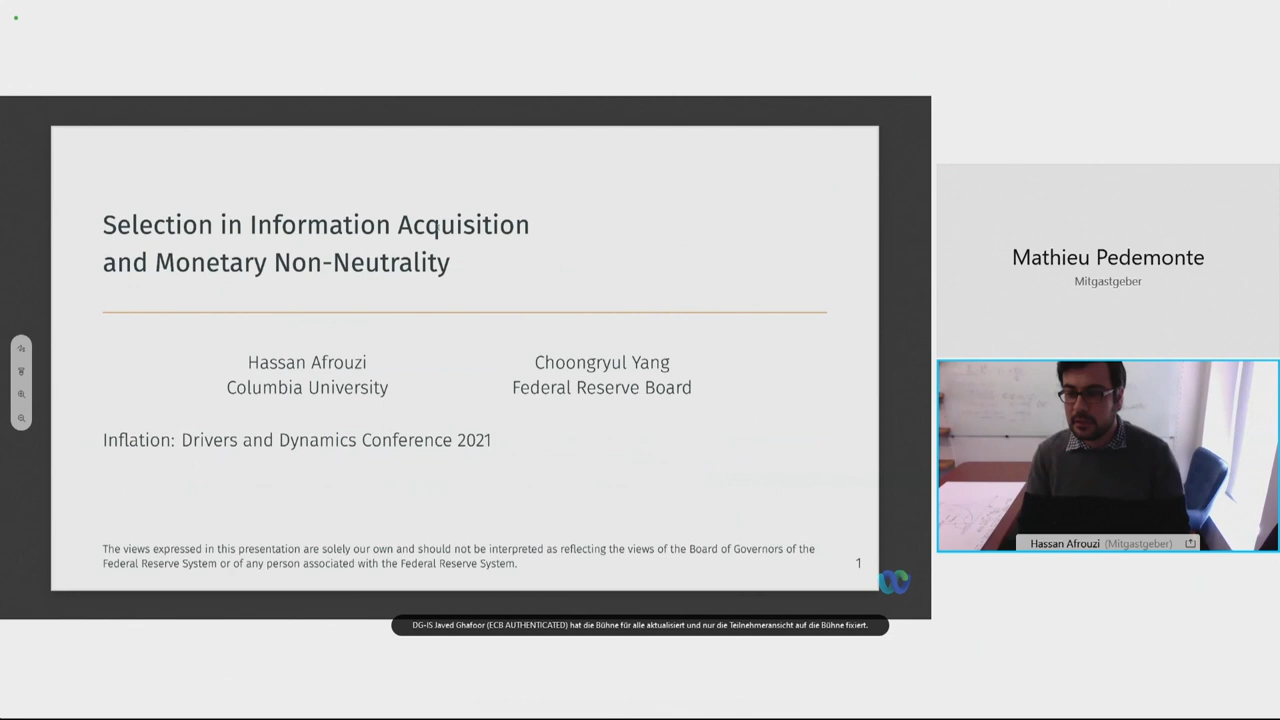 Selection in Information Acquisition
and Monetary Non-Neutrality
Hassan Afrouzi
Columbia University
Choongryul Yang
Federal Reserve Board
Inflation: Drivers and Dynamics Conference 2021
The views expressed in this presentation are solely our own and should not be interpreted as reflecting the views of the Board of Governors of the
Federal Reserve System or of any person associated with the Federal Reserve System.
1
Mathieu Pedemonte
Mitgastgeber
Hassan Afrouzi (Mitgastgeber)
DG-IS Javed Ghafoor (ECB AUTHENTICATED) hat die Bühne für alle aktualisiert und nur die Teilnehmeransicht auf die Bühne fixiert.